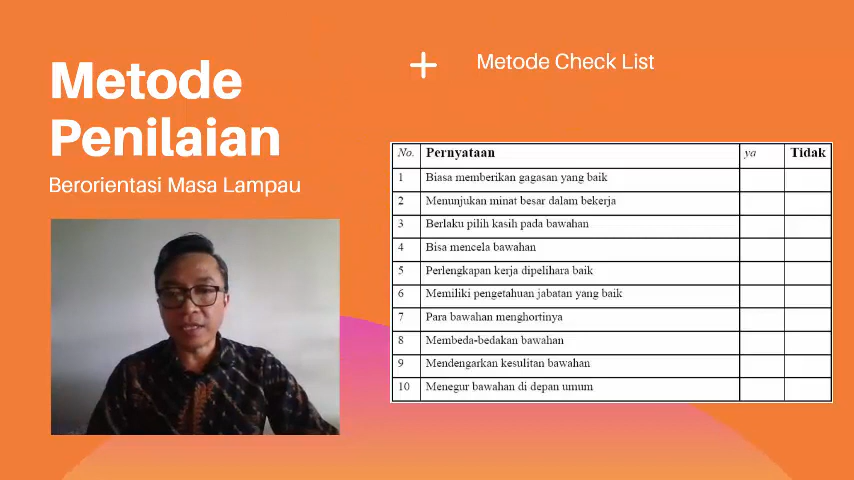 Metode
Penilaian
Berorientasi Masa Lampau
Metode Check List
No. Pernyataan ya Tidak
1 Biasa memberikan gagasan yang baik
2 Menunjukan minat besar dalam bekerja
3 Berlaku pilih kasih pada bawahan
4 Bisa mencela bawahan
5 Perlengkapan kerja dipelihara baik
6 Memiliki pengetahuan jabatan yang baik
7 Para bawahan menghortinya
8 Membeda-bedakan bawahan
9 Mendengarkan kesulitan bawahan
10 Menegur bawahan di depan umum